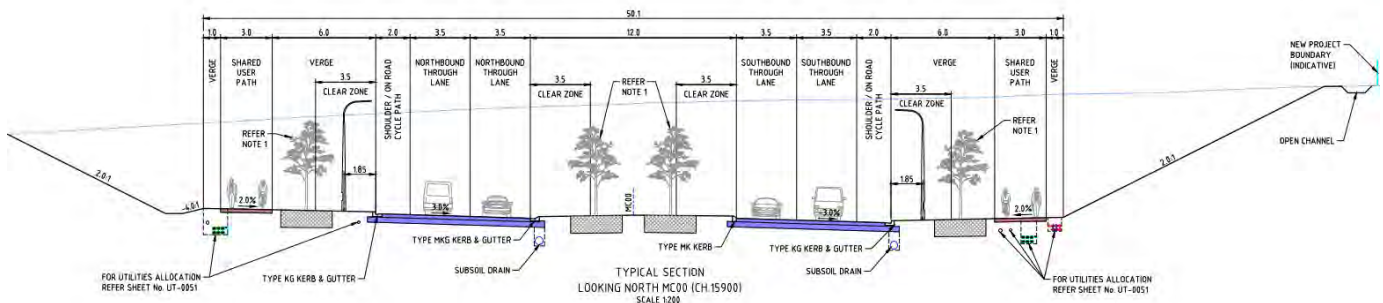 50.1
1.0 3.0 6.0 2.0 3.5 3.5 12.0 3.5 3.5 2.0 6.0 3.0 1.0
VERGE
SHARED
USER
PATH
VERGE
3.5
CLEAR ZONE
SHOULDER / ON ROAD
CYCLE PATH
NORTHBOUND
THROUGH
LANE
NORTHBOUND
THROUGH
LANE
3.5
CLEAR ZONE
REFER
NOTE 1
3.5
CLEAR ZONE
SOUTHBOUND
THROUGH
LANE
SOUTHBOUND
THROUGH
LANE
SHOULDER / ON ROAD
CYCLE PATH
VERGE
3.5
CLEAR ZONE
SHARED
USER
PATH
VERGE
NEW PROJECT
BOUNDARY
(INDICATIVE)
REFER
NOTE 1
REFER
NOTE 1
OPEN CHANNEL
2.0:1
-4.0:1
2.0%
1.85
3.0%
MC00
-3.0%
1.85
2.0%
2.0:1
FOR UTILITIES ALLOCATION
REFER SHEET No. UT-0051
TYPE KG KERB & GUTTER
TYPE MKG KERB & GUTTER
SUBSOIL DRAIN
TYPE MK KERB
TYPE KG KERB & GUTTER
SUBSOIL DRAIN
FOR UTILITIES ALLOCATION
REFER SHEET No. UT-0051
TYPICAL SECTION
LOOKING NORTH MC00 (CH.15900)
SCALE 1:200